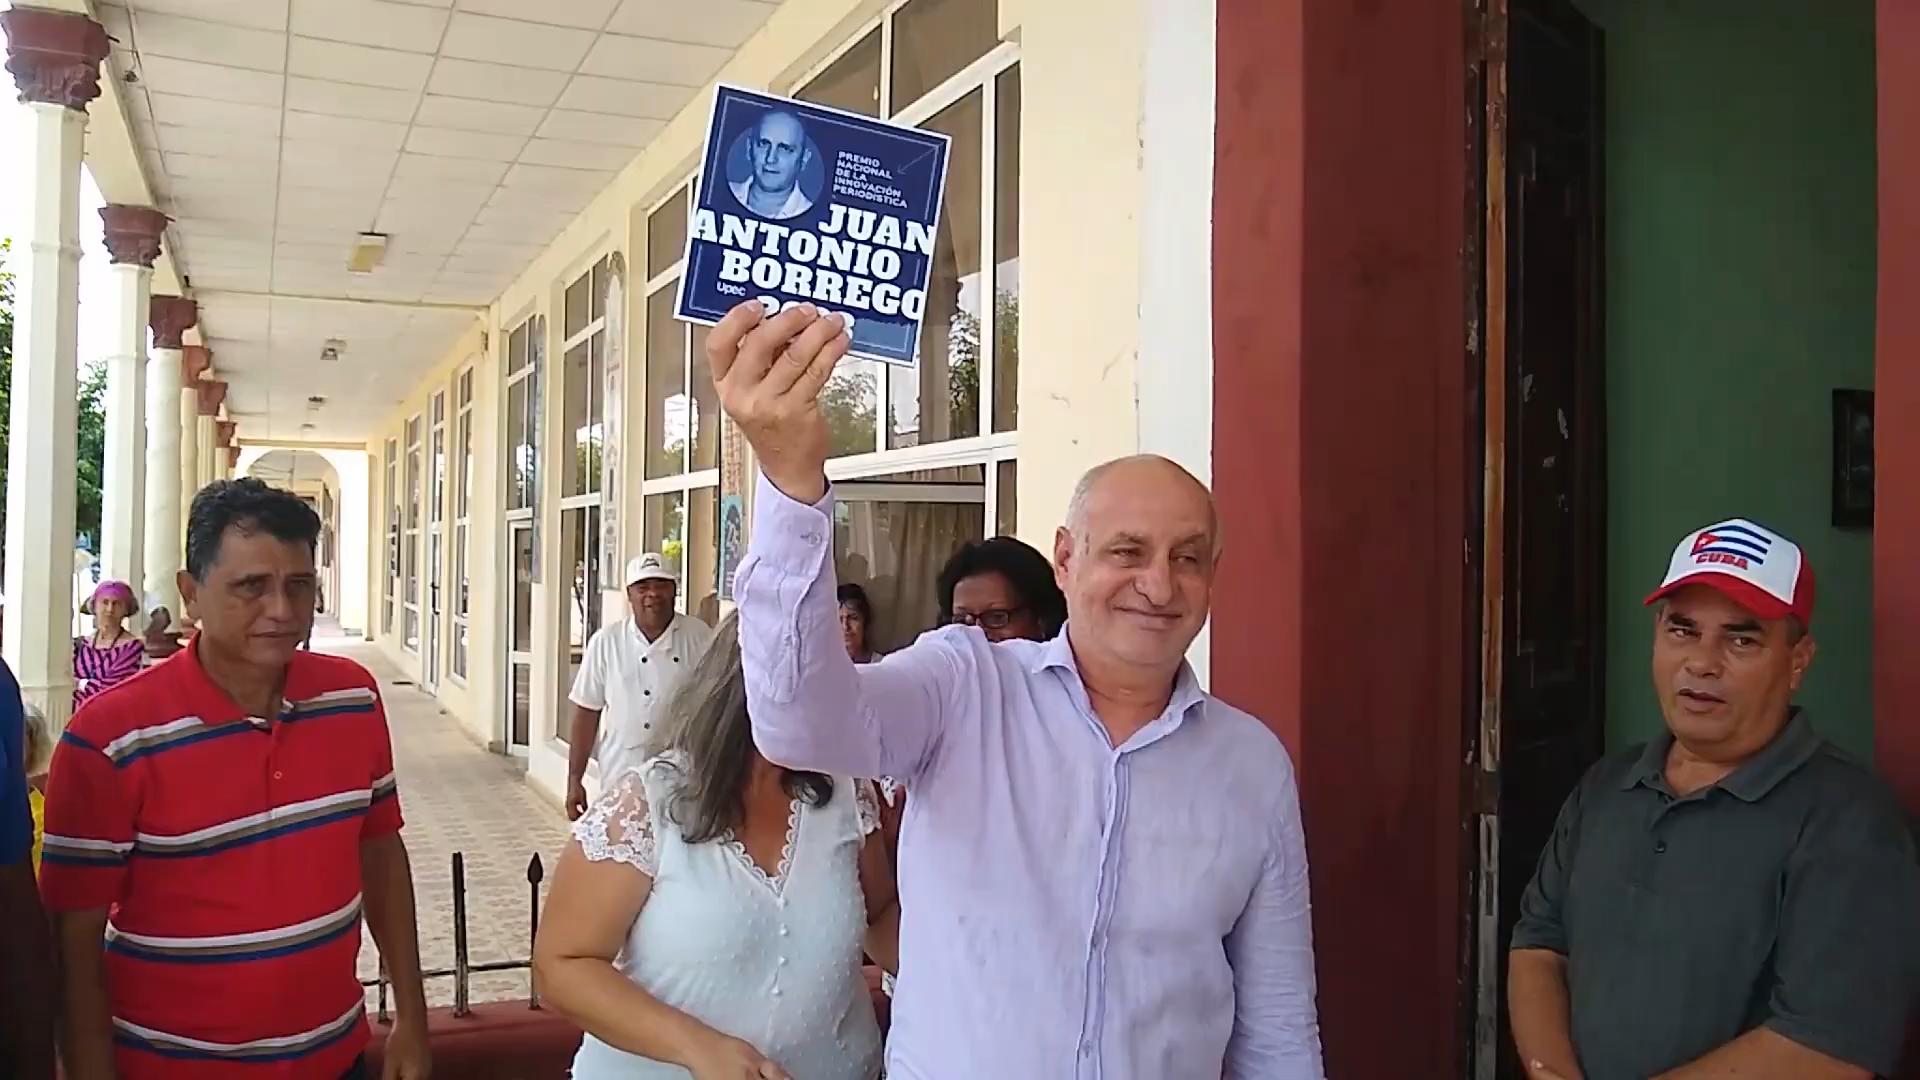 PREMIO
NACIONAL
DE LA
INNOVACIÓN
PERIODÍSTICA
JUAN
ANTONIO
BORREGO
Upec
CUBA